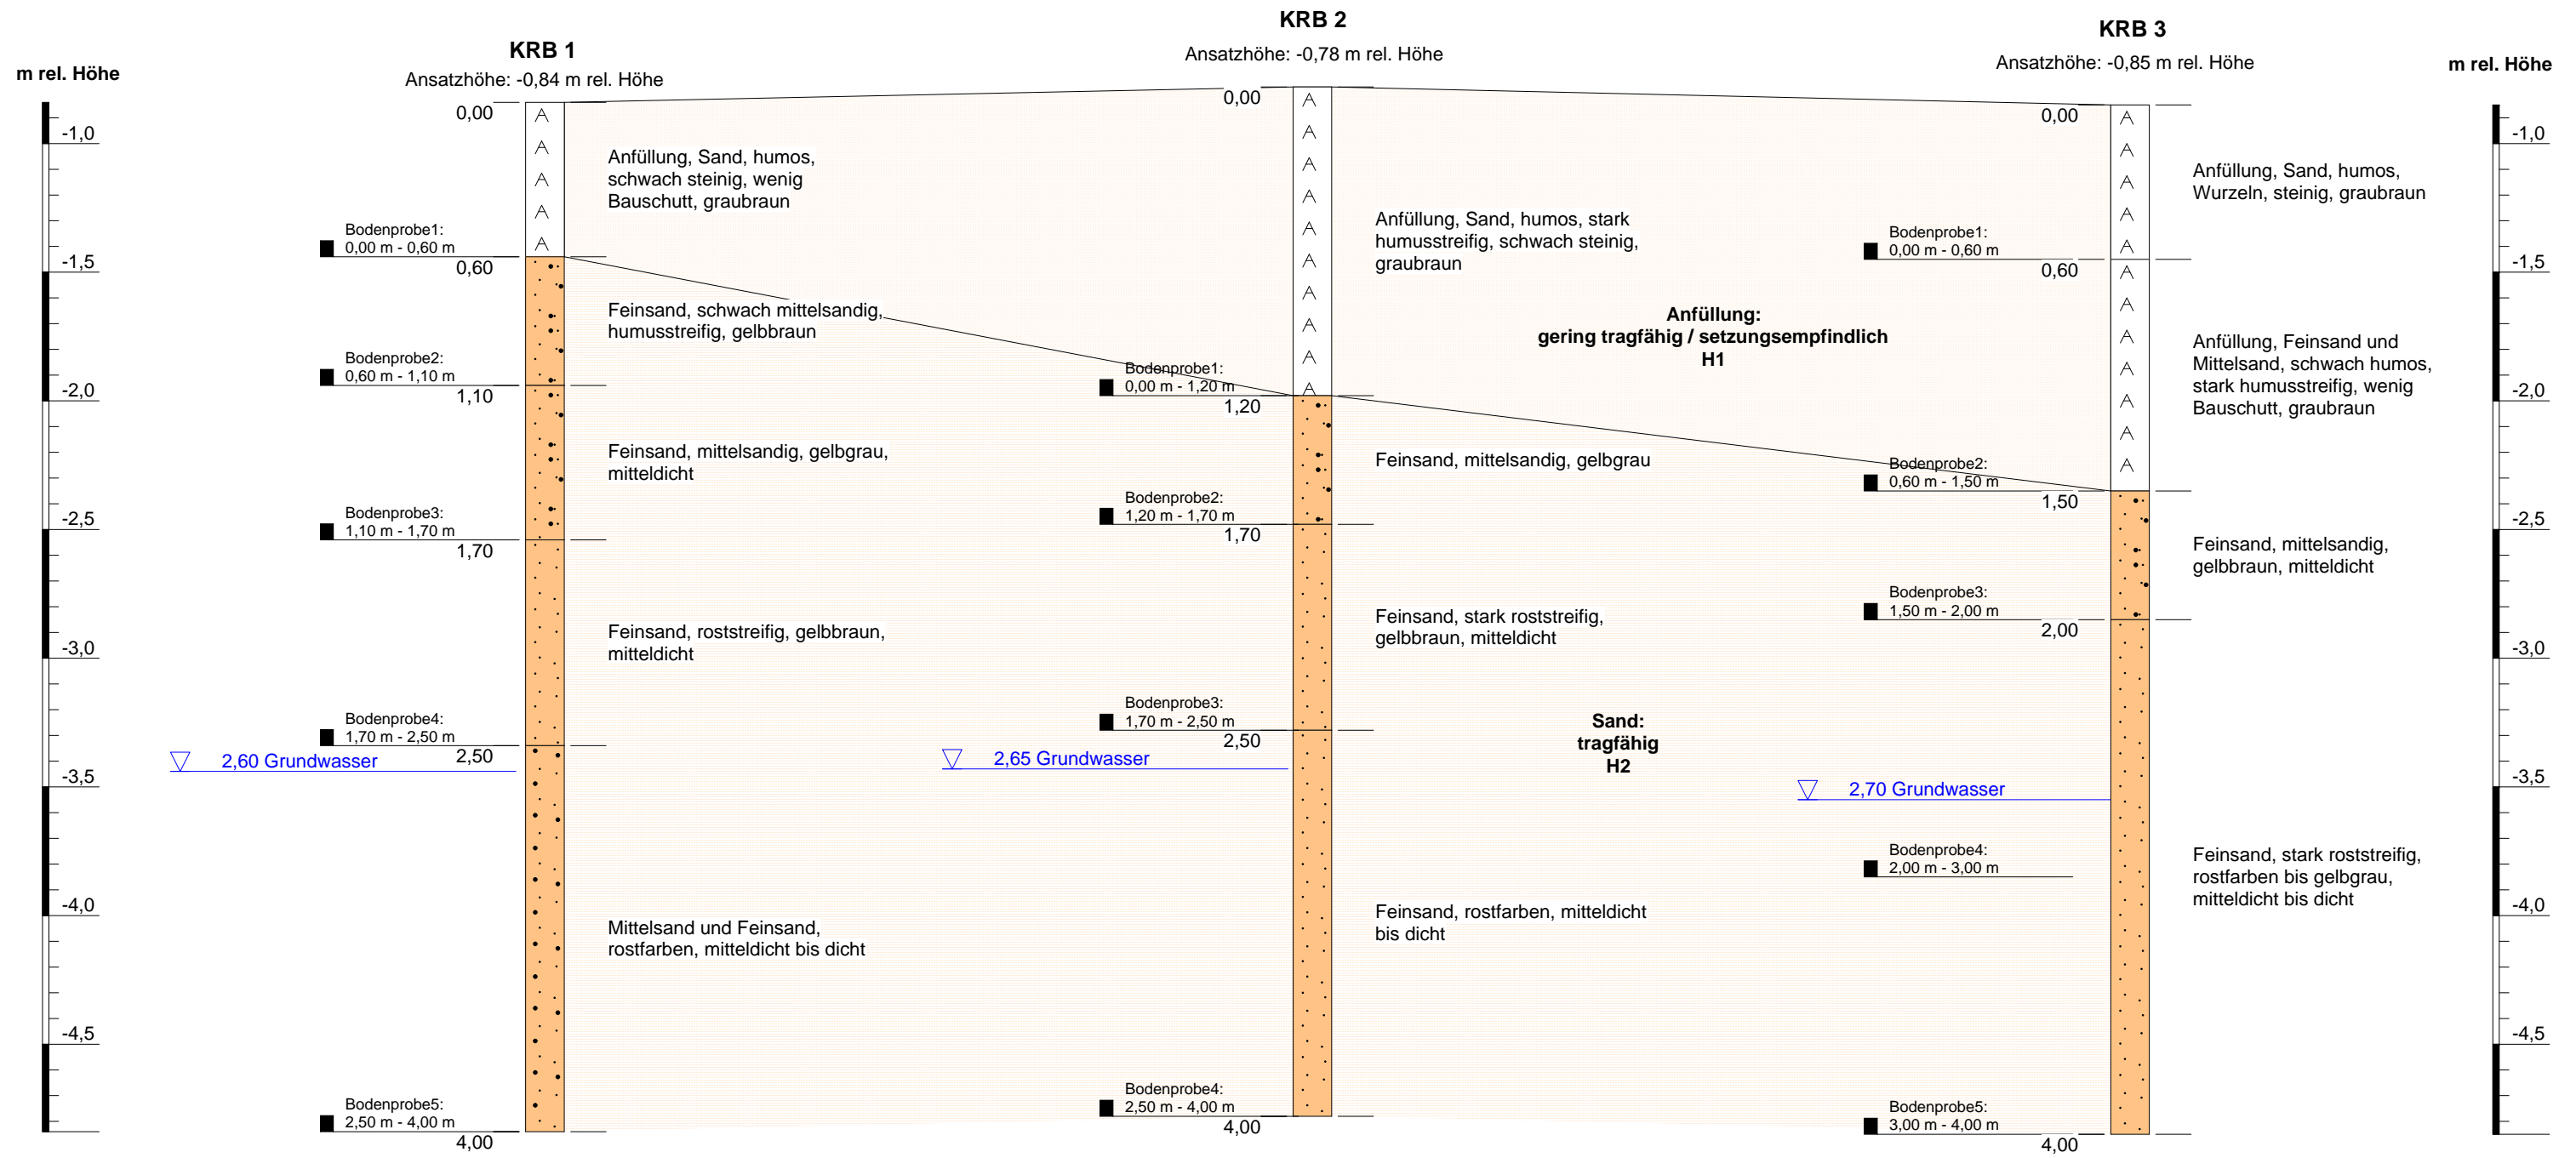 KRB 1
Ansatzhöhe: -0,84 m rel. Höhe
KRB 2
Ansatzhöhe: -0,78 m rel. Höhe
KRB 3
Ansatzhöhe: -0,85 m rel. Höhe
m rel. Höhe
-1,0
-1,5
-2,0
-2,5
-3,0
-3,5
-4,0
-4,5
Bodenprobe1:
0,00 m - 0,60 m
Bodenprobe2:
0,60 m - 1,10 m
Bodenprobe3:
1,10 m - 1,70 m
Bodenprobe4:
1,70 m - 2,50 m
2,60 Grundwasser
Bodenprobe5:
2,50 m - 4,00 m
0,00
0,60
1,10
1,70
2,50
4,00
Anfüllung, Sand, humos,
schwach steinig, wenig
Bauschutt, graubraun
Feinsand, schwach mittelsandig,
humusstreifig, gelbbraun
Feinsand, mittelsandig, gelbgrau,
mitteldicht
Feinsand, roststreifig, gelbbraun,
mitteldicht
Mittelsand und Feinsand,
rostfarben, mitteldicht bis dicht
Bodenprobe1:
0,00 m - 1,20 m
Bodenprobe2:
1,20 m - 1,70 m
Bodenprobe3:
1,70 m - 2,50 m
2,65 Grundwasser
Bodenprobe4:
2,50 m - 4,00 m
0,00
1,20
1,70
2,50
4,00
Anfüllung, Sand, humos, stark
humusstreifig, schwach steinig,
graubraun
Feinsand, mittelsandig, gelbgrau
Feinsand, stark roststreifig,
gelbbraun, mitteldicht
Feinsand, rostfarben, mitteldicht
bis dicht
Anfüllung:
gering tragfähig / setzungsempfindlich
H1
Sand:
tragfähig
H2
Bodenprobe1:
0,00 m - 0,60 m
Bodenprobe2:
0,60 m - 1,50 m
Bodenprobe3:
1,50 m - 2,00 m
2,70 Grundwasser
Bodenprobe4:
2,00 m - 3,00 m
Bodenprobe5:
3,00 m - 4,00 m
0,00
0,60
1,50
2,00
4,00
Anfüllung, Sand, humos,
Wurzeln, steinig, graubraun
Anfüllung, Feinsand und
Mittelsand, schwach humos,
stark humusstreifig, wenig
Bauschutt, graubraun
Feinsand, mittelsandig,
gelbbraun, mitteldicht
Feinsand, stark roststreifig,
rostfarben bis gelbgrau,
mitteldicht bis dicht
m rel. Höhe
-1,0
-1,5
-2,0
-2,5
-3,0
-3,5
-4,0
-4,5